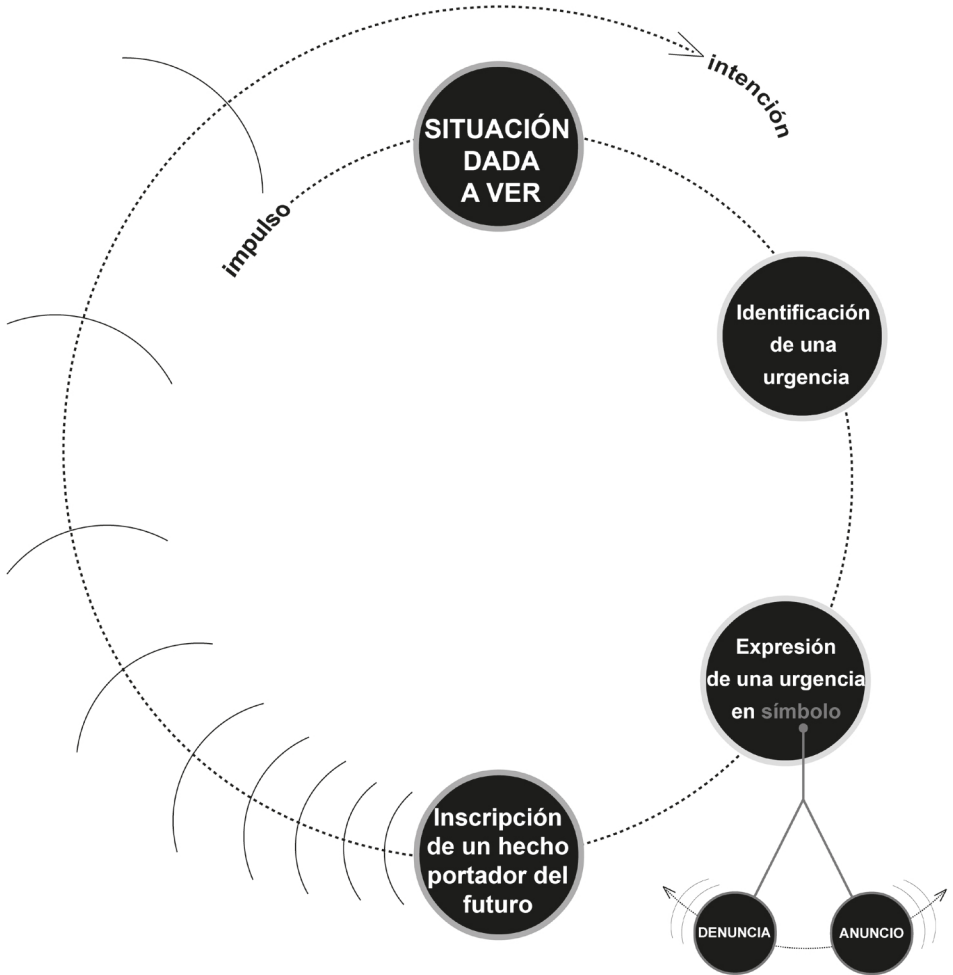 intención
SITUACIÓN
DADA
A VER
impulso
Identificación
de una
urgencia
Expresión
de una urgencia
en símbolo
Inscripción
de un hecho
portador del
futuro
DENUNCIA
ANUNCIO